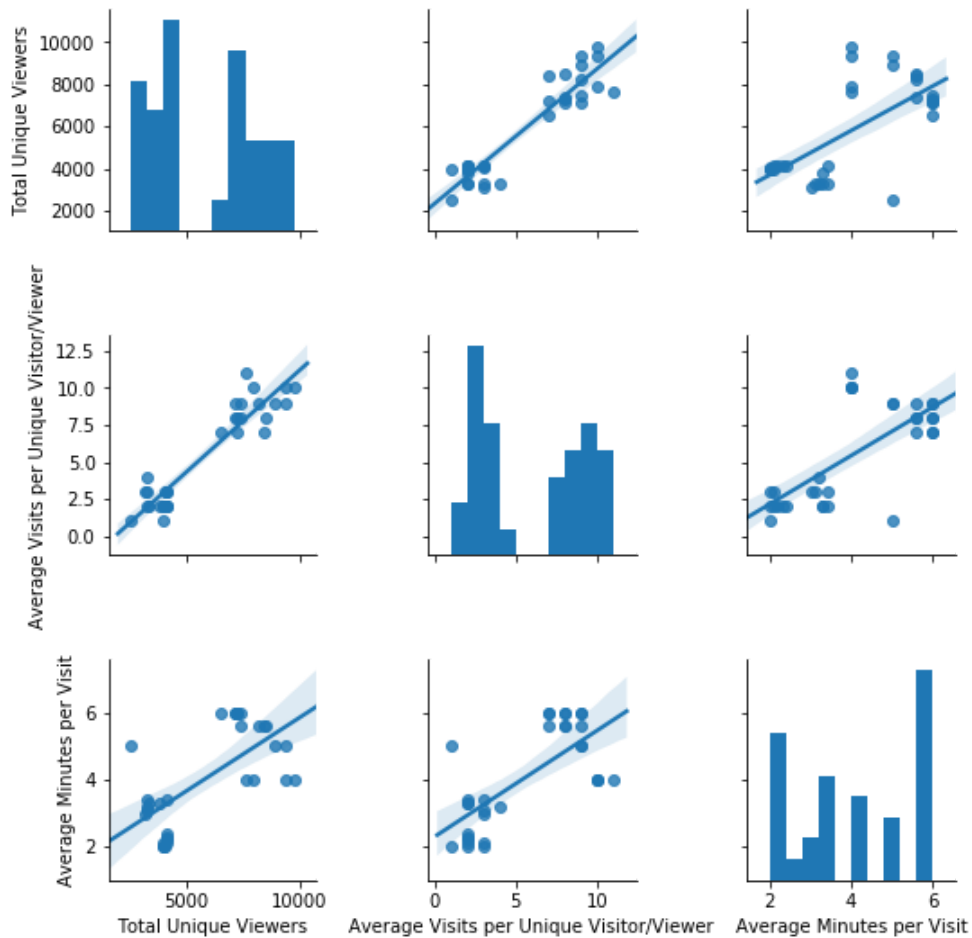 Total Unique Viewers
10000
8000
6000
4000
2000
Average Visits per Unique Visitor/Viewer
12.5
10.0
7.5
5.0
2.5
0.0
Average Minutes per Visit
6
4
2
5000 10000
0 5 10
2 4 6
Total Unique Viewers
Average Visits per Unique Visitor/Viewer
Average Minutes per Visit